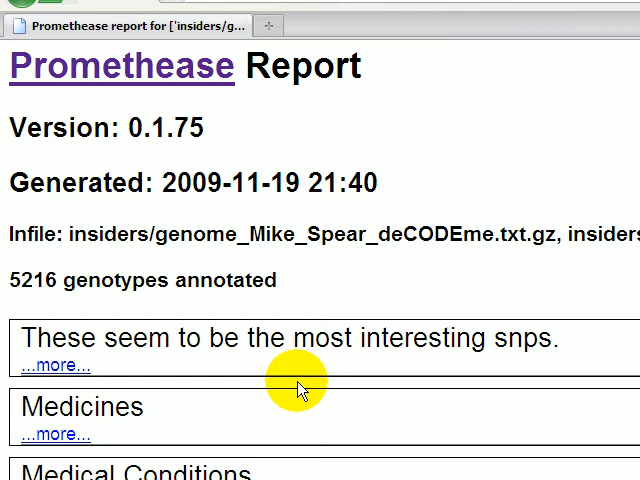 Promethease report for ['insiders/g...
Promethease Report
Version: 0.1.75
Generated: 2009-11-19 21:40
Infile: insiders/genome_Mike_Spear_deCODEme.txt.gz, insiders
5216 genotypes annotated
These seem to be the most interesting snps.
...more...
Medicines
...more...
Medical Conditions